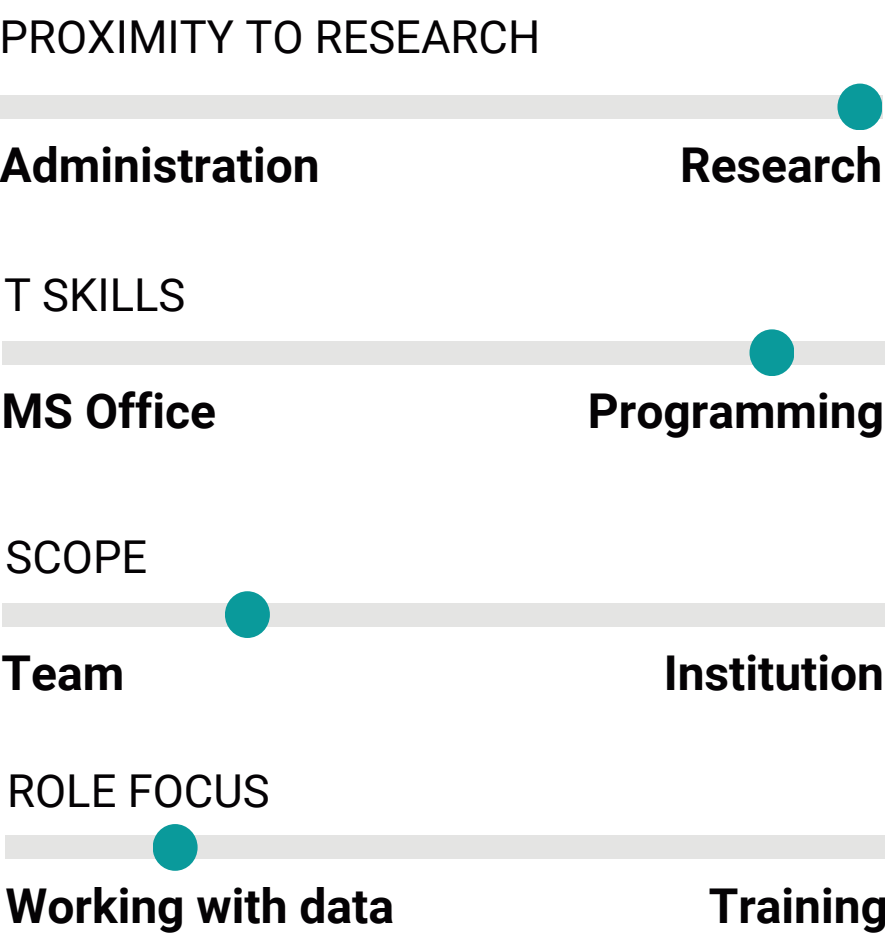 PROXIMITY TO RESEARCH
Administration Research
T SKILLS
MS Office Programming
SCOPE
Team Institution
ROLE FOCUS
Working with data Training